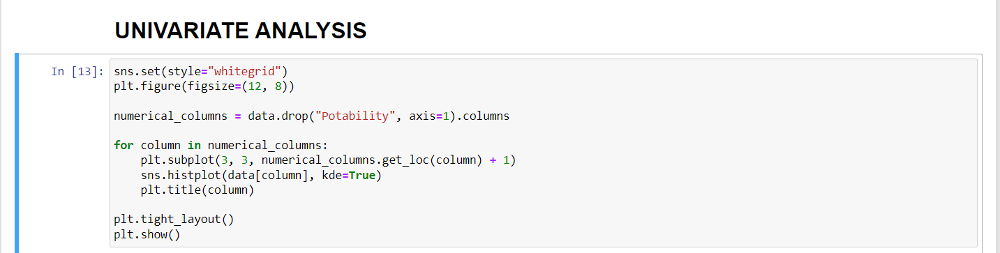 UNIVARIATE ANALYSIS
In [13]: sns.set(style="whitegrid")
plt.figure(figsize=(12, 8))
numerical_columns = data.drop("Potability", axis=1).columns
for column in numerical_columns:
    plt.subplot(3, 3, numerical_columns.get_loc(column) + 1)
    sns.histplot(data[column], kde=True)
    plt.title(column)
plt.tight_layout()
plt.show()